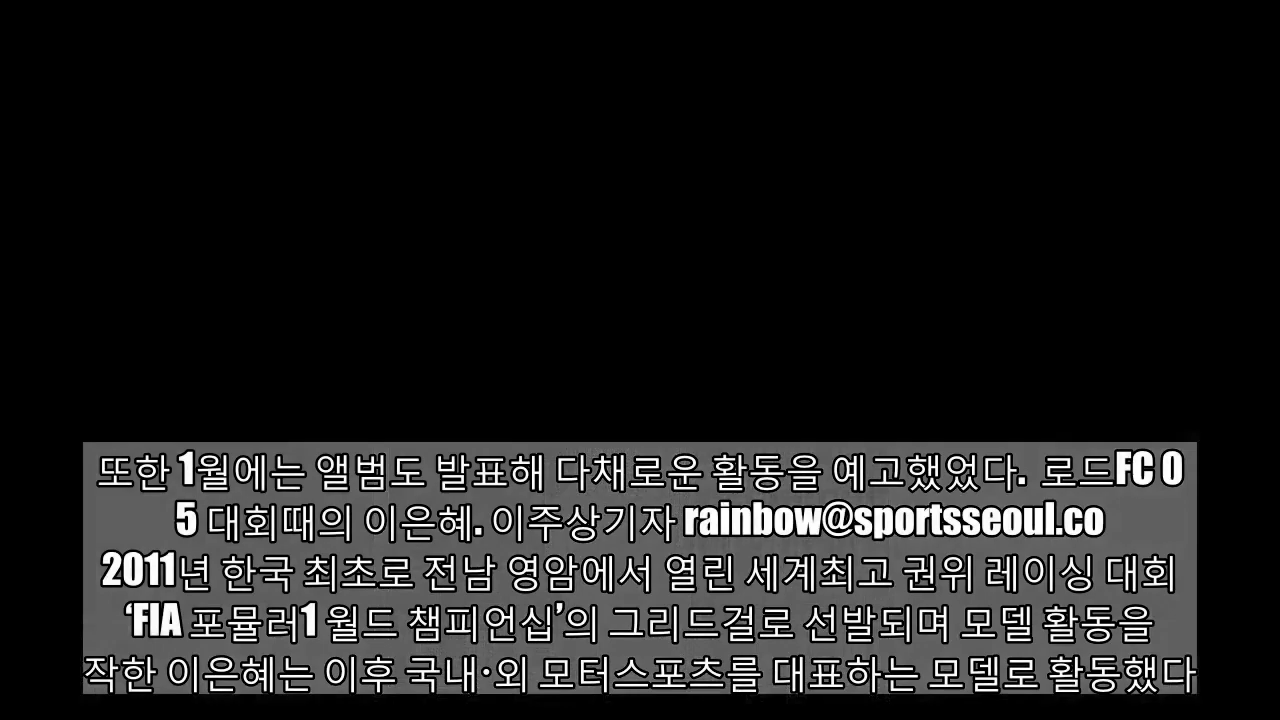 또한 1월에는 앨범도 발표해 다채로운 활동을 예고했었다. 로드FC 0
5 대회때의 이은혜. 이주상기자 rainbow@sportsseoul.co
2011년 한국 최초로 전남 영암에서 열린 세계최고 권위 레이싱 대회
‘FIA 포뮬러1 월드 챔피언십’의 그리드걸로 선발되며 모델 활동을
작한 이은혜는 이후 국내·외 모터스포츠를 대표하는 모델로 활동했다